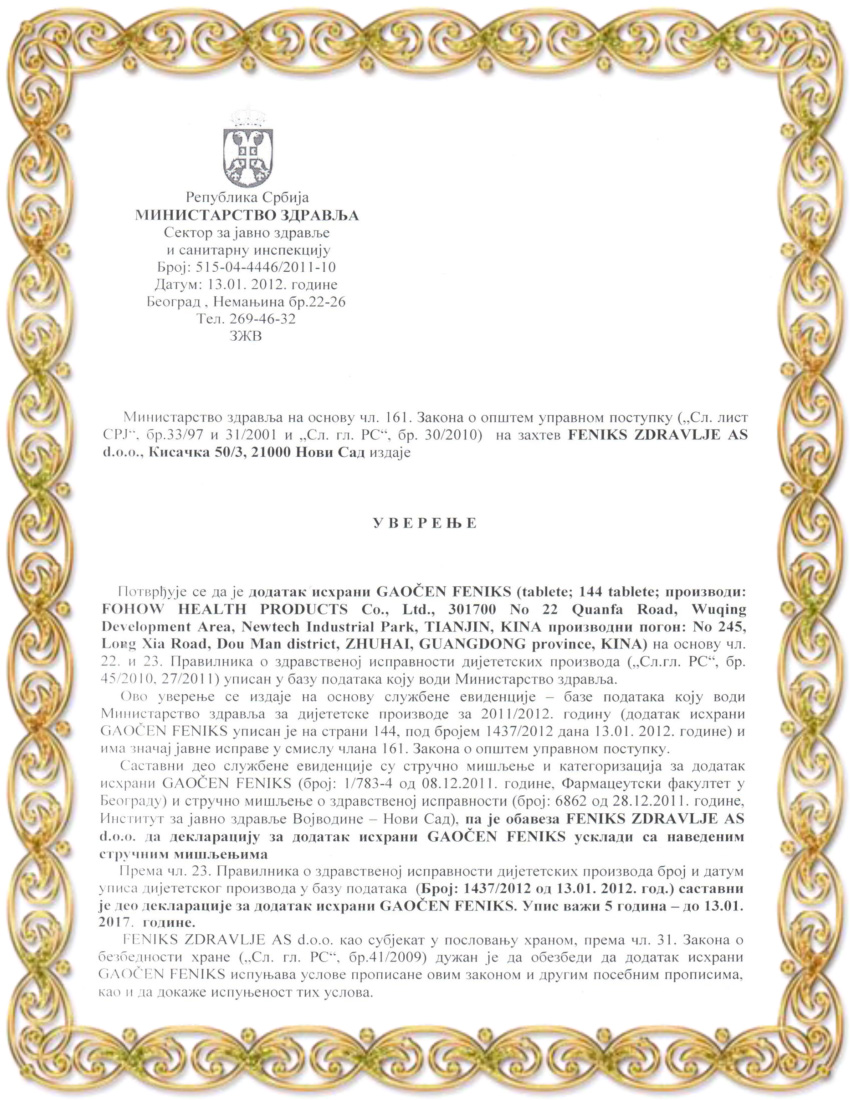 Република Србија
МИНИСТАРСТВО ЗДРАВЉА
Сектор за јавно здравље
и санитарну инспекцију
Број: 515-04-4446/2011-10
Датум: 13.01. 2012. године
Београд , Немањина бр.22-26
Тел. 269-46-32
ЗЖВ
Министарство здравља на основу чл. 161. Закона о општем управном поступку („Сл. лист
СРЈ“, бр.33/97 и 31/2001 и „Сл. гл. РС“, бр. 30/2010) на захтев FENIKS ZDRAVLJE AS
d.o.o., Кисачка 50/3, 21000 Нови Сад издаје
У В Е Р Е Њ Е
Потврђује се да је додатак исхрани GAOČEN FENIKS (tablete; 144 tablete; производи:
FOHOW HEALTH PRODUCTS Co., Ltd., 301700 No 22 Quanfa Road, Wuqing
Development Area, Newtech Industrial Park, TIANJIN, KINA производни погон: No 245,
Long Xia Road, Dou Man district, ZHUHAI, GUANGDONG province, KINA) на основу чл.
22. и 23. Правилника о здравственој исправности дијететских производа („Сл.гл. РС“, бр.
45/2010, 27/2011) уписан у базу података коју води Министарство здравља.
Ово уверење се издаје на основу службене евиденције – базе података коју води
Министарство здравља за дијететске производе за 2011/2012. годину (додатак исхрани
GAOČEN FENIKS уписан је на страни 144, под бројем 1437/2012 дана 13.01. 2012. године) и
има значај јавне исправе у смислу члана 161. Закона о општем управном поступку.
Саставни део службене евиденције су стручно мишљење и категоризација за додатак
исхрани GAOČEN FENIKS (број: 1/783-4 од 08.12.2011. године, Фармацеутски факултет у
Београду) и стручно мишљење о здравственој исправности (број: 6862 од 28.12.2011. године,
Институт за јавно здравље Војводине – Нови Сад), па је обавеза FENIKS ZDRAVLJE AS
d.o.o. да декларацију за додатак исхрани GAOČEN FENIKS усклади са наведеним
стручним мишљењима
Према чл. 23. Правилника о здравственој исправности дијететских производа број и датум
уписа дијететског производа у базу података (Број: 1437/2012 од 13.01. 2012. год.) саставни
је део декларације за додатак исхрани GAOČEN FENIKS. Упис важи 5 година – до 13.01.
2017. године.
FENIKS ZDRAVLJE AS d.o.o. као субјекат у пословању храном, према чл. 31. Закона о
безбедности хране („Сл. гл. РС“, бр.41/2009) дужан је да обезбеди да додатак исхрани
GAOČEN FENIKS испуњава услове прописане овим законом и другим посебним прописима,
као и да докаже испуњеност тих услова.